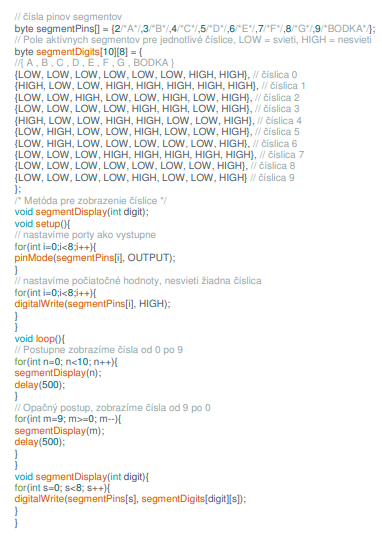 // čísla pinov segmentov
byte segmentPins[] = {2/*A*/,3/*B*/,4/*C*/,5/*D*/,6/*E*/,7/*F*/,8/*G*/,9/*BODKA*/};
// Pole aktívnych segmentov pre jednotlivé číslice, LOW = svieti, HIGH = nesvieti
byte segmentDigits[10][8] = {
//{ A , B , C , D , E , F , G , BODKA }
{LOW, LOW, LOW, LOW, LOW, LOW, HIGH, HIGH}, // číslica 0
{HIGH, LOW, LOW, HIGH, HIGH, HIGH, HIGH, HIGH}, // číslica 1
{LOW, LOW, HIGH, LOW, LOW, HIGH, LOW, HIGH}, // číslica 2
{LOW, LOW, LOW, LOW, HIGH, HIGH, LOW, HIGH}, // číslica 3
{HIGH, LOW, LOW, HIGH, HIGH, LOW, LOW, HIGH}, // číslica 4
{LOW, HIGH, LOW, LOW, HIGH, LOW, LOW, HIGH}, // číslica 5
{LOW, HIGH, LOW, LOW, LOW, LOW, LOW, HIGH}, // číslica 6
{LOW, LOW, LOW, HIGH, HIGH, HIGH, HIGH, HIGH}, // číslica 7
{LOW, LOW, LOW, LOW, LOW, LOW, LOW, HIGH}, // číslica 8
{LOW, LOW, LOW, LOW, HIGH, LOW, LOW, HIGH} // číslica 9
};
/* Metóda pre zobrazenie číslice */
void segmentDisplay(int digit);
void setup(){
// nastavíme porty ako vystupne
for(int i=0;i<8;i++){
pinMode(segmentPins[i], OUTPUT);
}
// nastavíme počiatočné hodnoty, nesvieti žiadna číslica
for(int i=0;i<8;i++){
digitalWrite(segmentPins[i], HIGH);
}
}
void loop(){
// Postupne zobrazíme čísla od 0 po 9
for(int n=0; n<10; n++){
segmentDisplay(n);
delay(500);
}
// Opačný postup, zobrazíme čísla od 9 po 0
for(int m=9; m>=0; m--){
segmentDisplay(m);
delay(500);
}
}
void segmentDisplay(int digit){
for(int s=0; s<8; s++){
digitalWrite(segmentPins[s], segmentDigits[digit][s]);
}
}